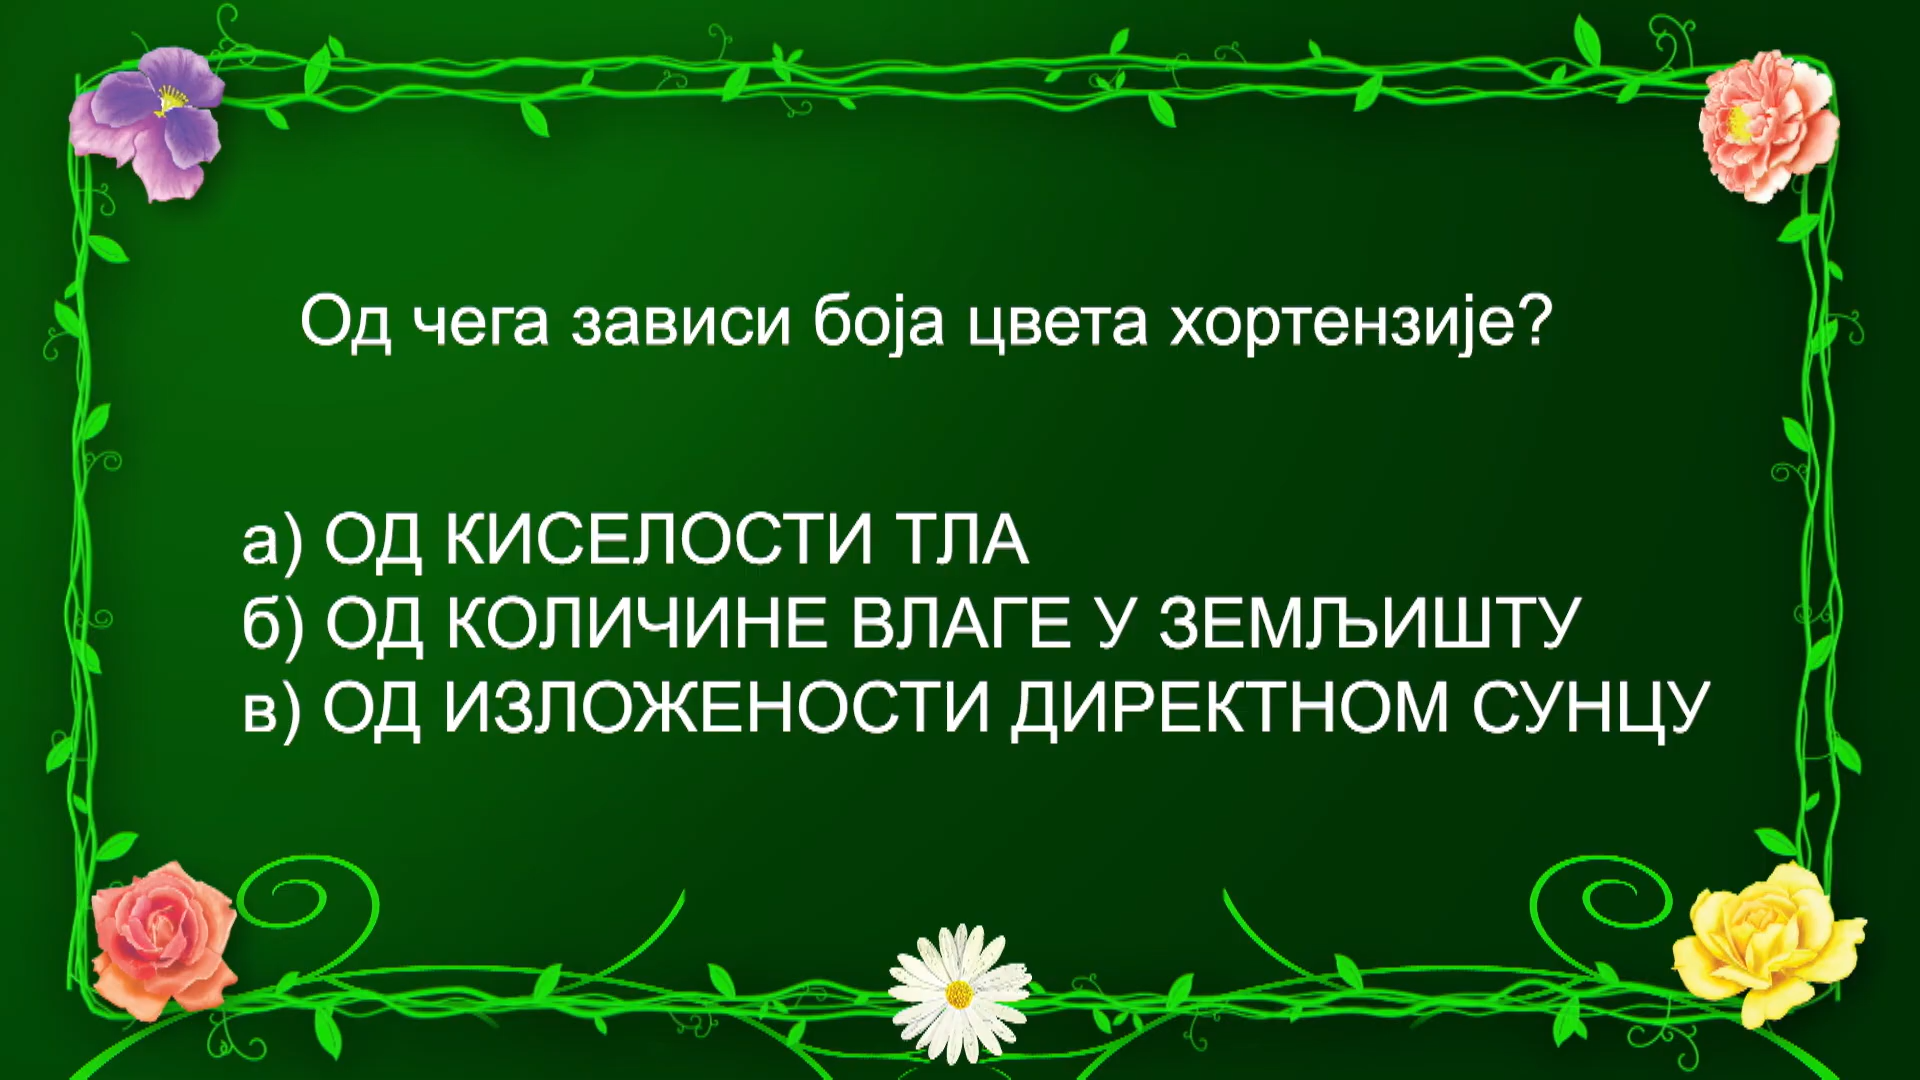 Од чега зависи боја цвета хортензије?
а) ОД КИСЕЛОСТИ ТЛА
б) ОД КОЛИЧИНЕ ВЛАГЕ У ЗЕМЉИШТУ
в) ОД ИЗЛОЖЕНОСТИ ДИРЕКТНОМ СУНЦУ